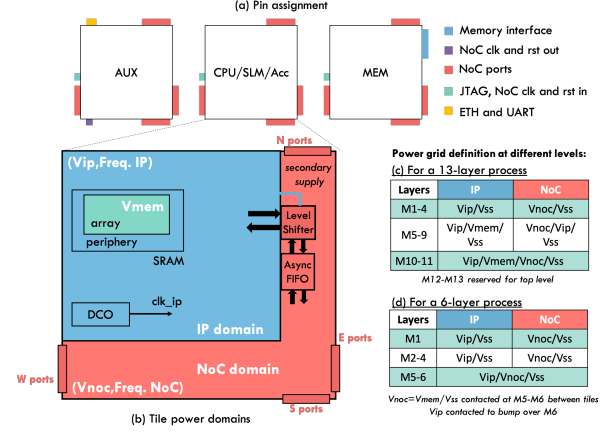 (a) Pin assignment
AUX
CPU/SLM/Acc
MEM
Memory interface
NoC clk and rst out
NoC ports
JTAG, NoC clk and rst in
ETH and UART
N ports
(Vip,Freq. IP)
secondary
supply
Vmem
array
periphery
SRAM
Level
Shifter
Async
FIFO
DCO
clk_ip
IP domain
E ports
NoC domain
W ports
(Vnoc,Freq. NoC)
S ports
(b) Tile power domains
Power grid definition at different levels:
(c) For a 13-layer process
Layers IP NoC
M1-4 Vip/Vss Vnoc/Vss
M5-9 Vip/Vmem/Vss Vnoc/Vip/Vss
M10-11 Vip/Vmem/Vnoc/Vss
M12-M13 reserved for top level
(d) For a 6-layer process
Layers IP NoC
M1 Vip/Vss Vnoc/Vss
M2-4 Vip/Vss Vnoc/Vss
M5-6 Vip/Vnoc/Vss
Vnoc=Vmem/Vss contacted at M5-M6 between tiles
Vip contacted to bump over M6